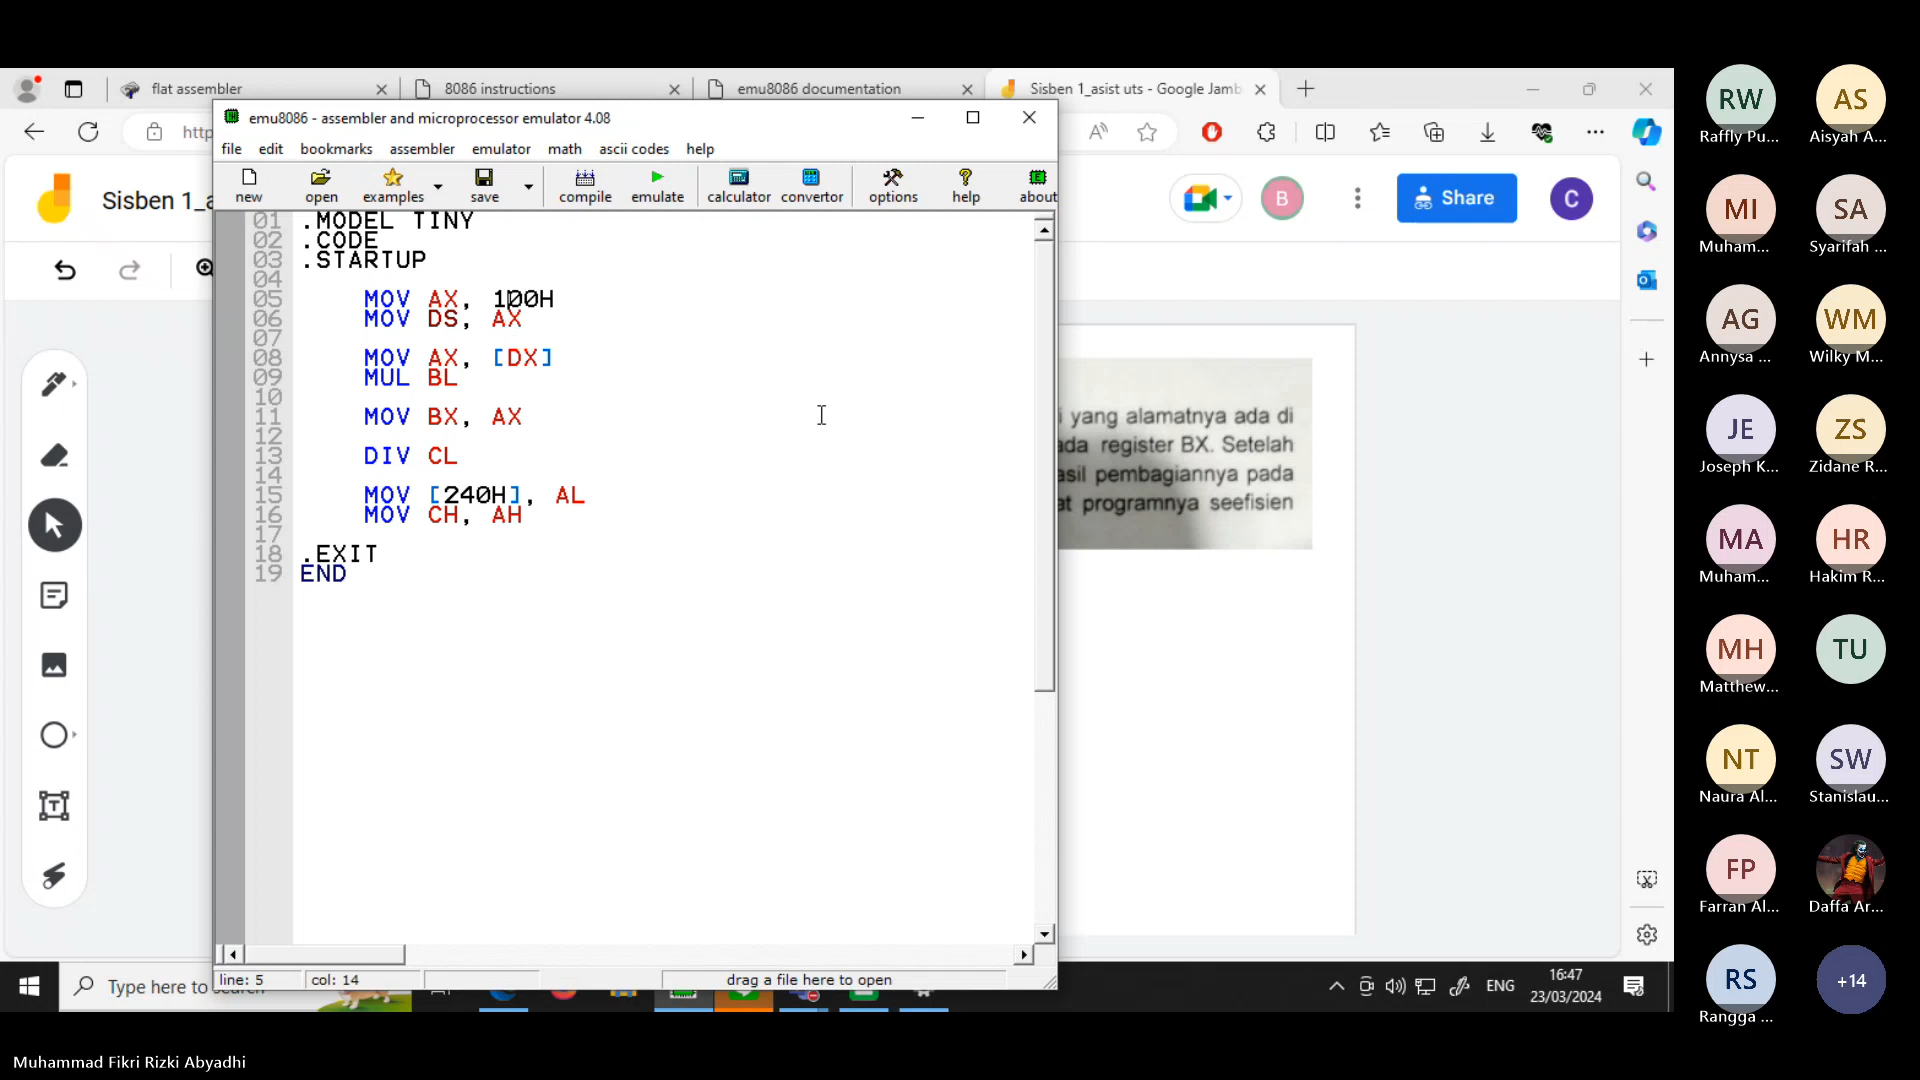 flat assembler
8086 instructions
emu8086 documentation
Sisben 1_asist uts - Google Jamb
http
emu8086 - assembler and microprocessor emulator 4.08
file edit bookmarks assembler emulator math ascii codes help
new open examples save compile emulate calculator convertor options help about
Sisben 1_a
B
Share
C
01 .MODEL TINY
02 .CODE
03 .STARTUP
04
05 MOV AX, 100H
06 MOV DS, AX
07
08 MOV AX, [DX]
09 MUL BL
10
11 MOV BX, AX
12
13 DIV CL
14
15 MOV [240H], AL
16 MOV CH, AH
17
18 .EXIT
19 END
i yang alamatnya ada di
ada register BX. Setelah
asil pembagiannya pada
at programnya seefisien
line: 5 col: 14 drag a file here to open
Type here to search
ENG
16:47
23/03/2024
RW
Raffly Pu...
AS
Aisyah A...
MI
Muham...
SA
Syarifah ...
AG
Annysa ...
WM
Wilky M...
JE
Joseph K...
ZS
Zidane R...
MA
Muham...
HR
Hakim R...
MH
Matthew...
TU
NT
Naura Al...
SW
Stanislau...
FP
Farran Al...
Daffa Ar...
RS
Rangga ...
+14
Muhammad Fikri Rizki Abyadhi